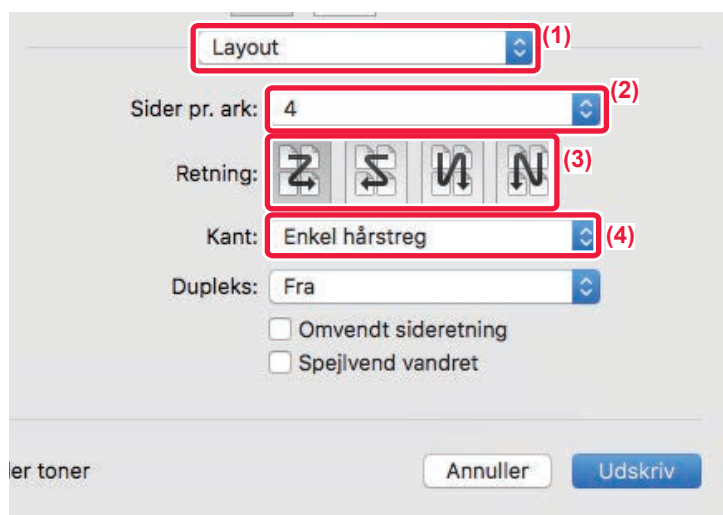 Layout (1)
Sider pr. ark: 4 (2)
Retning: (3)
Kant: Enkel hårstreg (4)
Dupleks: Fra
Omvendt sideretning
Spejlvend vandret
ler toner Annuller Udskriv